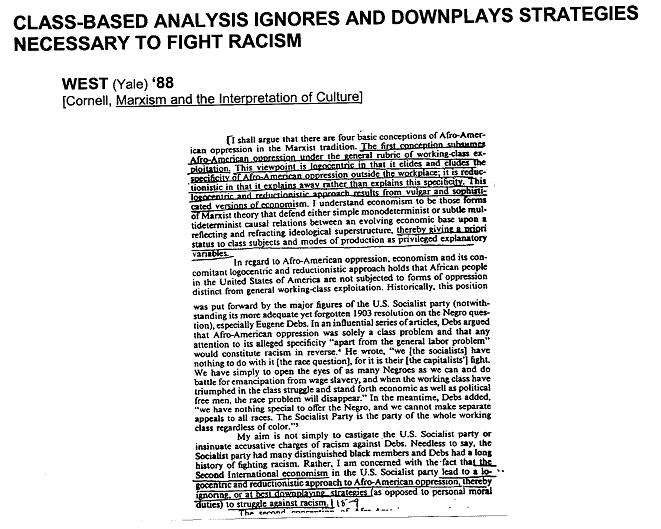 CLASS-BASED ANALYSIS IGNORES AND DOWNPLAYS STRATEGIES
NECESSARY TO FIGHT RACISM
WEST (Yale) '88
[Cornell, Marxism and the Interpretation of Culture]
[I shall argue that there are four basic conceptions of Afro-Amer-
ican oppression in the Marxist tradition. The first conception subsumes
Afro-American oppression under the general rubric of working-class ex-
ploitation. This viewpoint is logocentric in that it elides and eludes the
specificity of Afro-American oppression outside the workplace; it is reduc-
tionistic in that it explains away rather than explains this specificity. This
logocentric and reductionistic approach results from vulgar and sophisti-
cated versions of economism. I understand economism to be those forms
of Marxist theory that defend either simple monodeterminist or subtle mul-
tideterminist causal relations between an evolving economic base upon a
reflecting and refracting ideological superstructure, thereby giving a priori
status to class subjects and modes of production as privileged explanatory
variables.
In regard to Afro-American oppression, economism and its con-
comitant logocentric and reductionistic approach holds that African people
in the United States of America are not subjected to forms of oppression
distinct from general working-class exploitation. Historically, this position
was put forward by the major figures of the U.S. Socialist party (notwith-
standing its more adequate yet forgotten 1903 resolution on the Negro ques-
tion), especially Eugene Debs. In an influential series of articles, Debs argued
that Afro-American oppression was solely a class problem and that any
attention to its alleged specificity "apart from the general labor problem"
would constitute racism in reverse.⁴ He wrote, "we [the socialists] have
nothing to do with it [the race question], for it is their [the capitalists'] fight.
We have simply to open the eyes of as many Negroes as we can and do
battle for emancipation from wage slavery, and when the working class have
triumphed in the class struggle and stand forth economic as well as political
free men, the race problem will disappear." In the meantime, Debs added,
"we have nothing special to offer the Negro, and we cannot make separate
appeals to all races. The Socialist Party is the party of the whole working
class regardless of color."⁵
My aim is not simply to castigate the U.S. Socialist party or
insinuate accusative charges of racism against Debs. Needless to say, the
Socialist party had many distinguished black members and Debs had a long
history of fighting racism. Rather, I am concerned with the fact that the
Second International economism in the U.S. Socialist party lead to a lo-
gocentric and reductionistic approach to Afro-American oppression, thereby
ignoring, or at best downplaying, strategies (as opposed to personal moral
duties) to struggle against racism.
The second conception of Afro-Ame